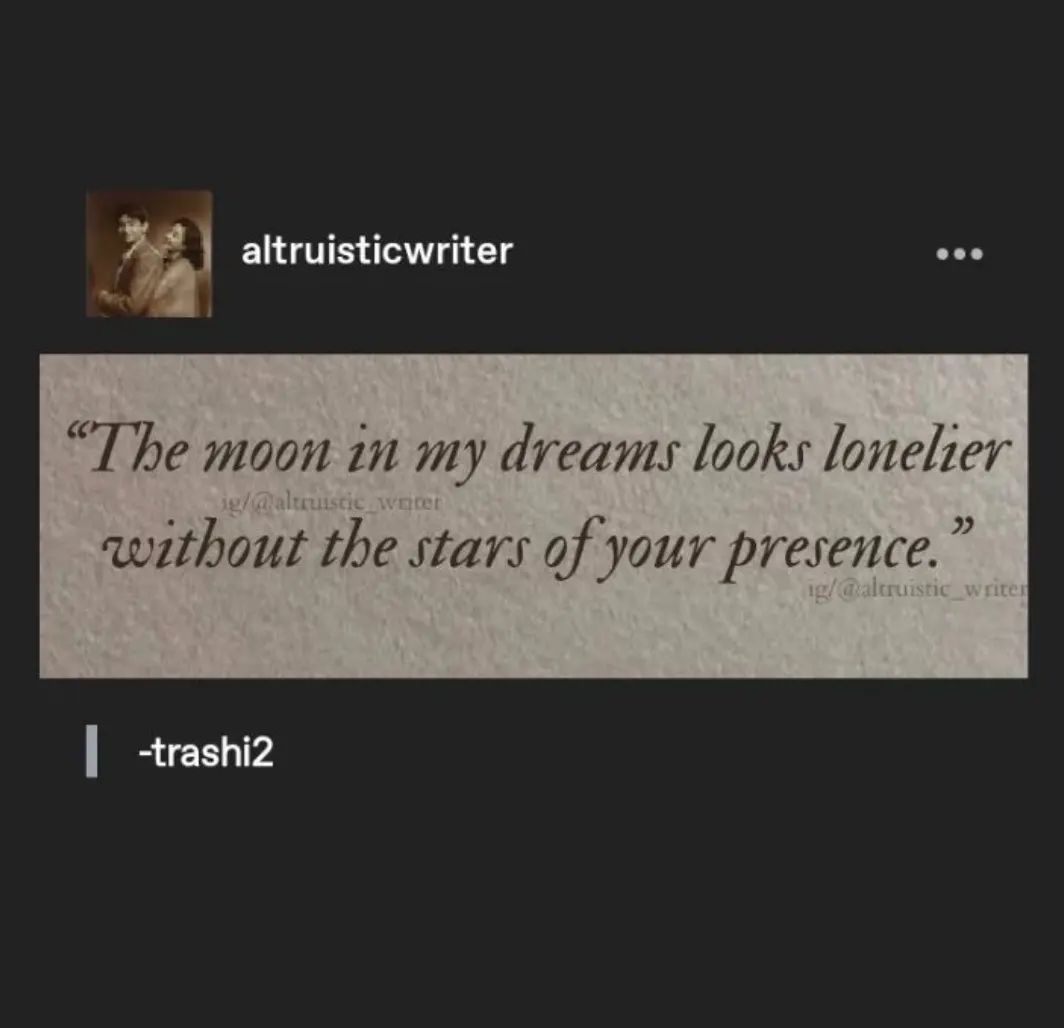 altruisticwriter
“The moon in my dreams looks lonelier
ig/@altruistic_writer
without the stars of your presence.”
ig/@altruistic_writer
-trashi2